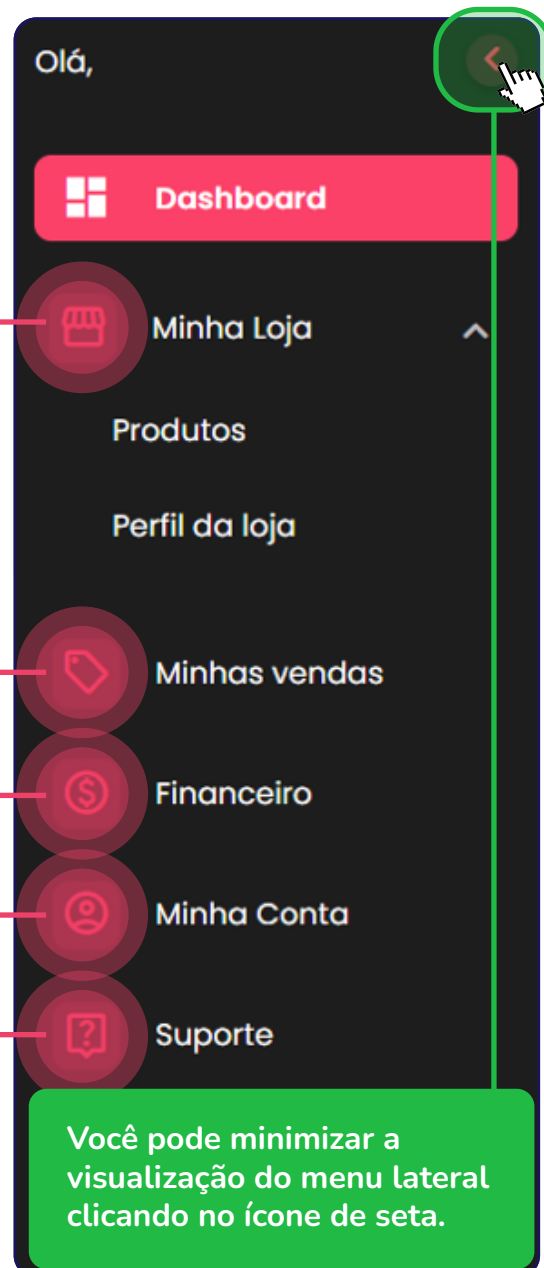 Olá,
Dashboard
Minha Loja
Produtos
Perfil da loja
Minhas vendas
Financeiro
Minha Conta
Suporte
Você pode minimizar a
visualização do menu lateral
clicando no ícone de seta.